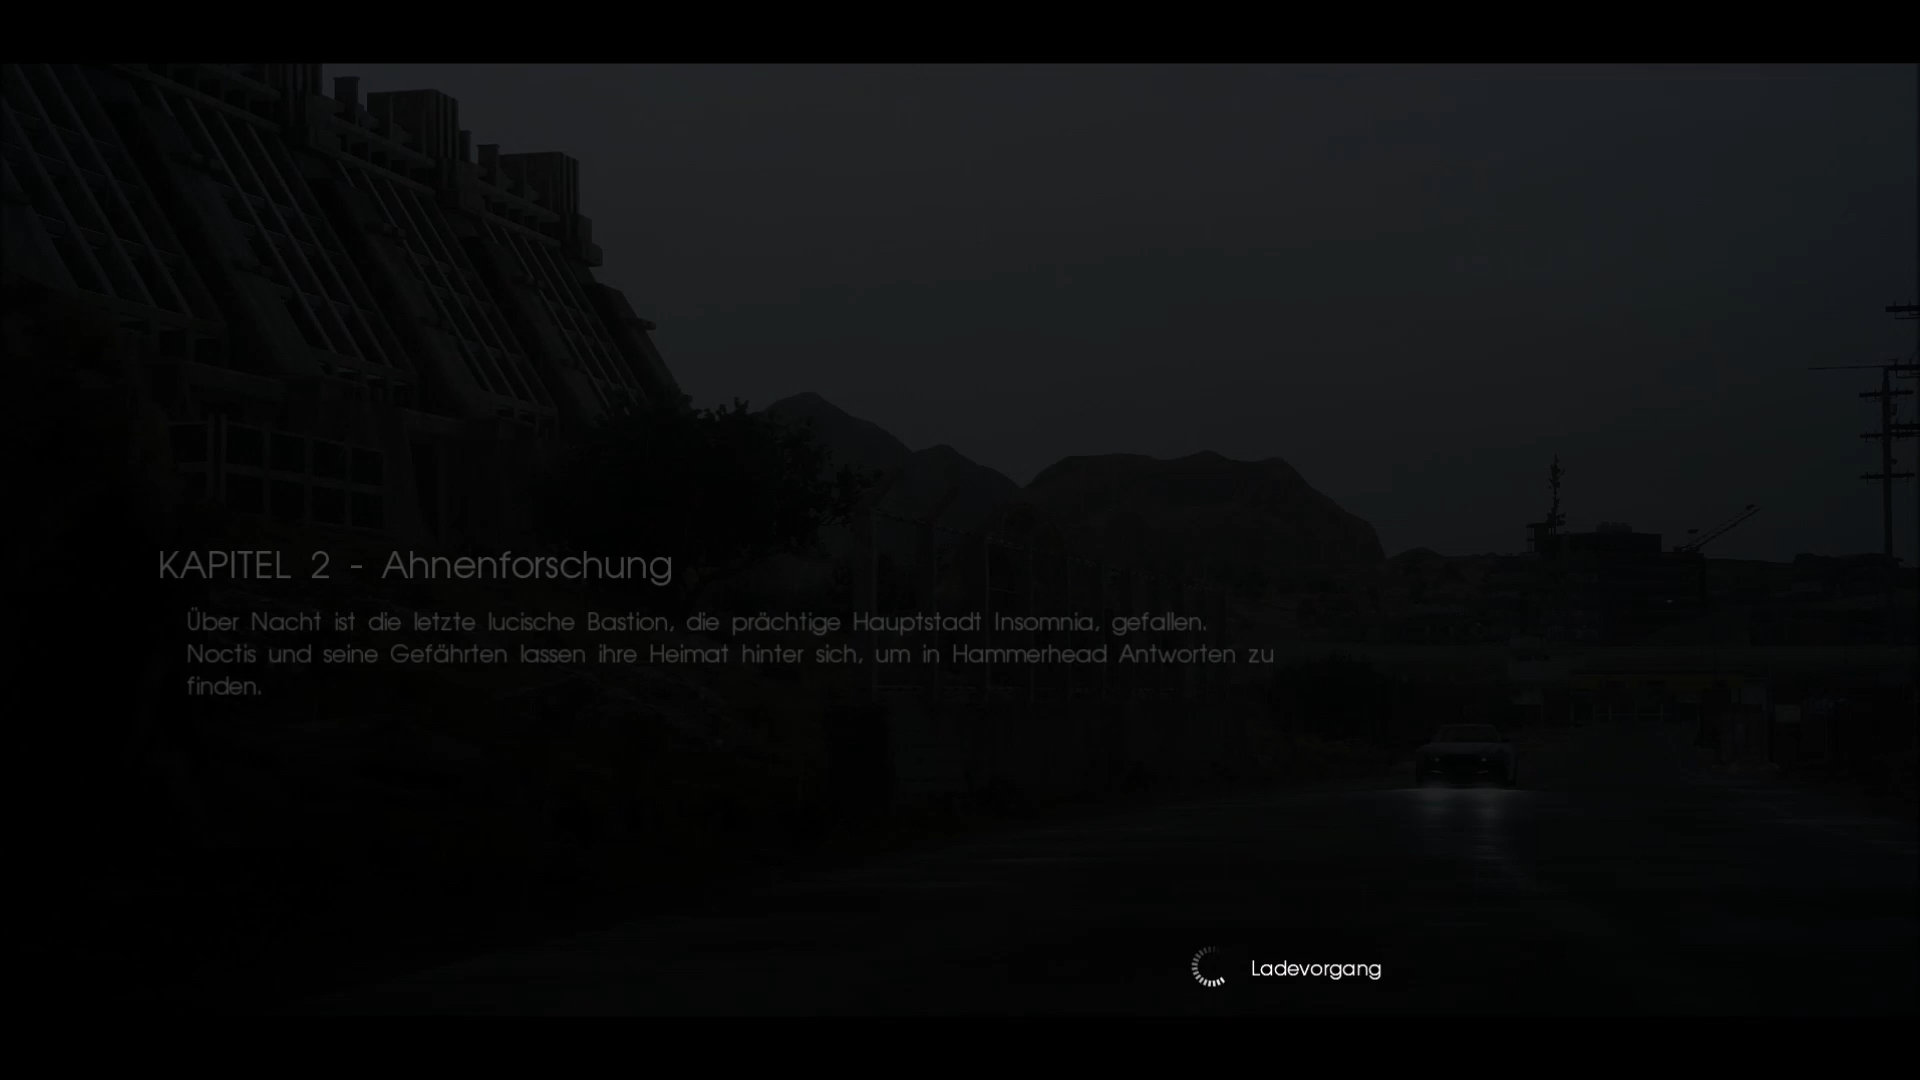 KAPITEL 2 - Ahnenforschung
Über Nacht ist die letzte lucische Bastion, die prächtige Hauptstadt Insomnia, gefallen.
Noctis und seine Gefährten lassen ihre Heimat hinter sich, um in Hammerhead Antworten zu
finden.
Ladevorgang